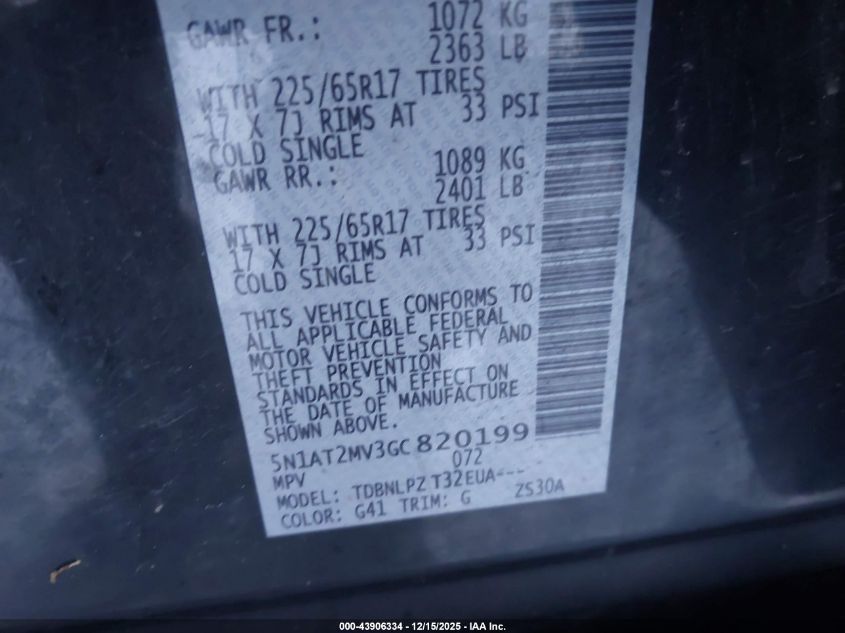 GAWR FR.: 1072 KG
2363 LB
WITH 225/65R17 TIRES
17 X 7J RIMS AT 33 PSI
COLD SINGLE
GAWR RR.: 1089 KG
2401 LB
WITH 225/65R17 TIRES
17 X 7J RIMS AT 33 PSI
COLD SINGLE
THIS VEHICLE CONFORMS TO
ALL APPLICABLE FEDERAL
MOTOR VEHICLE SAFETY AND
THEFT PREVENTION
STANDARDS IN EFFECT ON
THE DATE OF MANUFACTURE
SHOWN ABOVE.
5N1AT2MV3GC820199
MPV 072
MODEL: TDBNLPZ T32EUA---
COLOR: G41 TRIM: G ZS30A
000-43906334 - 12/15/2025 - IAA Inc.